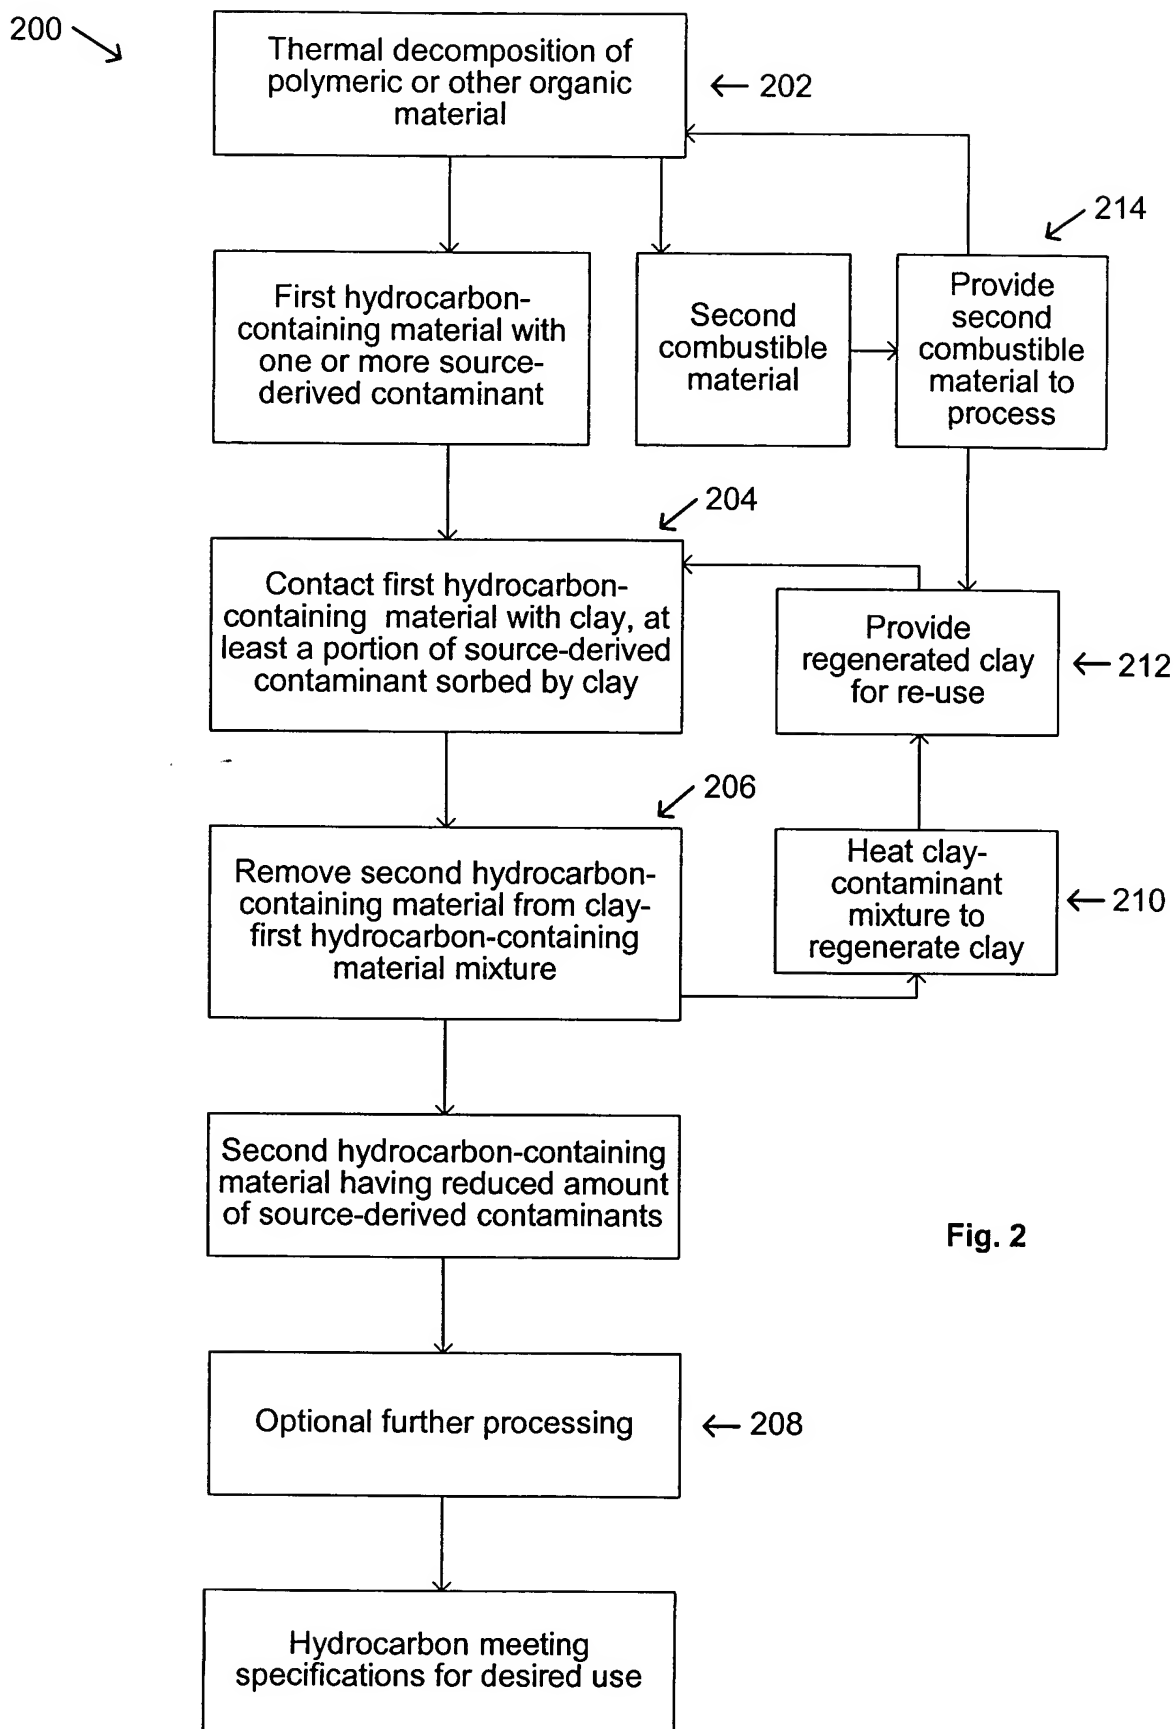 200
Thermal decomposition of
polymeric or other organic
material
← 202
214
First hydrocarbon-
containing material with
one or more source-
derived contaminant
Second
combustible
material
Provide
second
combustible
material to
process
204
Contact first hydrocarbon-
containing material with clay, at
least a portion of source-derived
contaminant sorbed by clay
Provide
regenerated clay
for re-use
← 212
206
Remove second hydrocarbon-
containing material from clay-
first hydrocarbon-containing
material mixture
Heat clay-
contaminant
mixture to
regenerate clay
← 210
Second hydrocarbon-containing
material having reduced amount
of source-derived contaminants
Fig. 2
Optional further processing
← 208
Hydrocarbon meeting
specifications for desired use